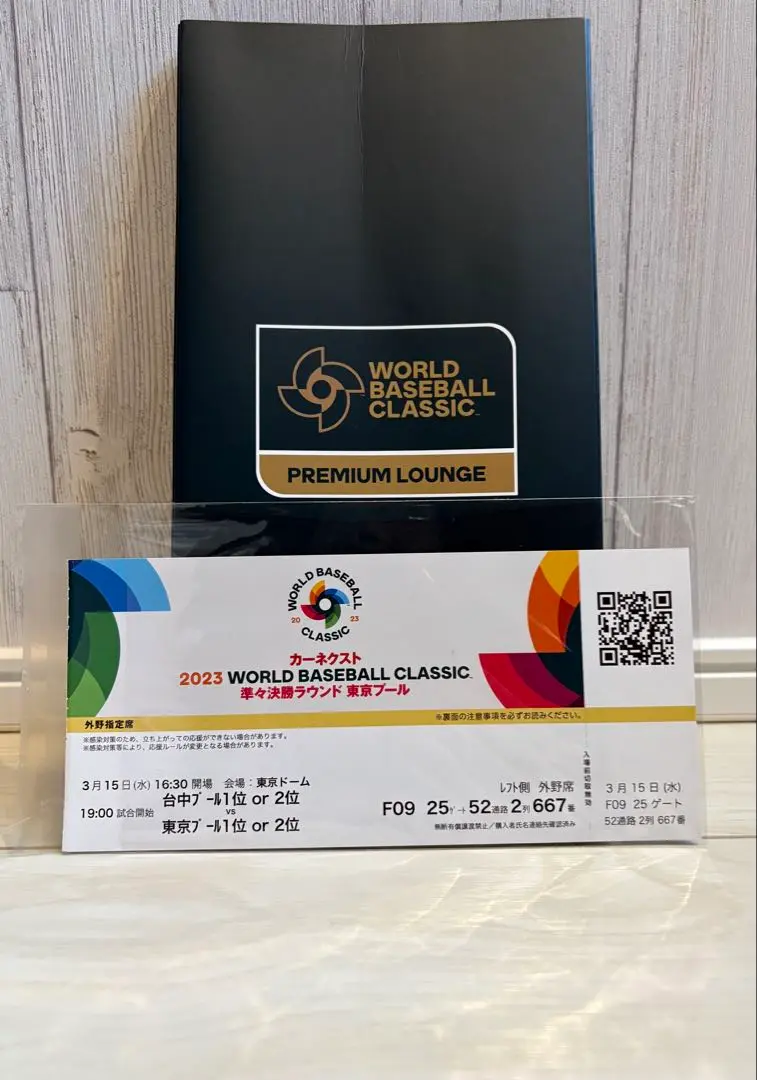 WORLD
BASEBALL
CLASSIC™
PREMIUM LOUNGE
WORLD BASEBALL
20 23
CLASSIC
カーネクスト
2023 WORLD BASEBALL CLASSIC™
準々決勝ラウンド 東京プール
外野指定席
※裏面の注意事項を必ずお読みください。
※感染対策のため、立ち上がっての応援ができない場合があります。
※感染対策等により、応援ルールが変更となる場合があります。
3月15日(水) 16:30 開場 会場:東京ドーム
台中プール1位 or 2位
19:00 試合開始
vs
東京プール1位 or 2位
レフト側 外野席
F09 25ゲート 52通路 2列 667番
無断有償譲渡禁止/購入者氏名連絡先確認済み
入場前切取無効
3月15日(水)
F09 25 ゲート
52通路 2列 667番